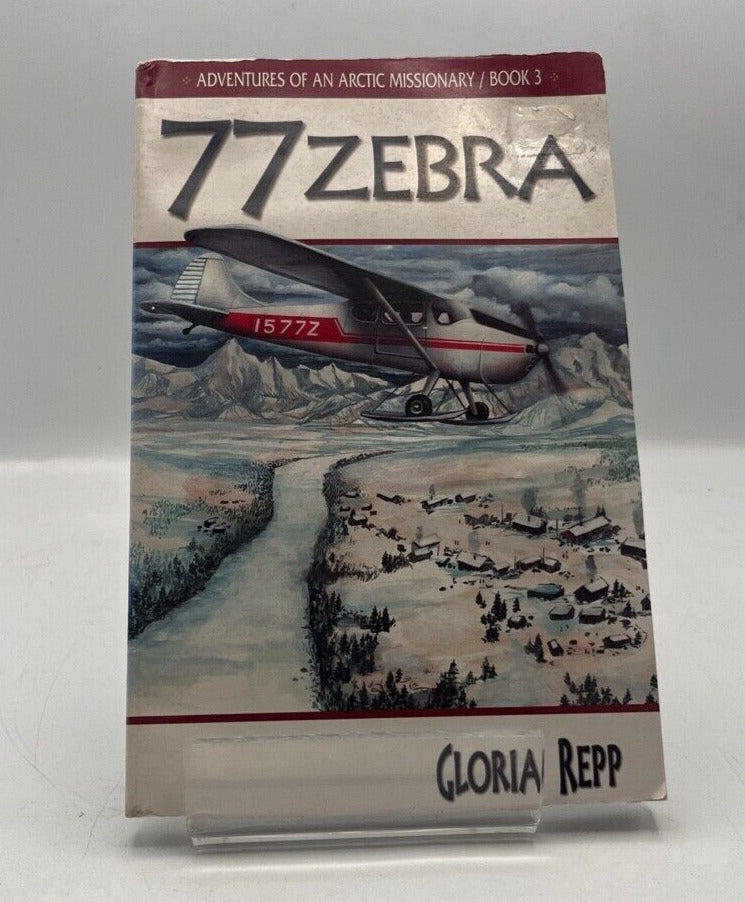 ADVENTURES OF AN ARCTIC MISSIONARY / BOOK 3
77ZEBRA
1577Z
GLORIA REPP